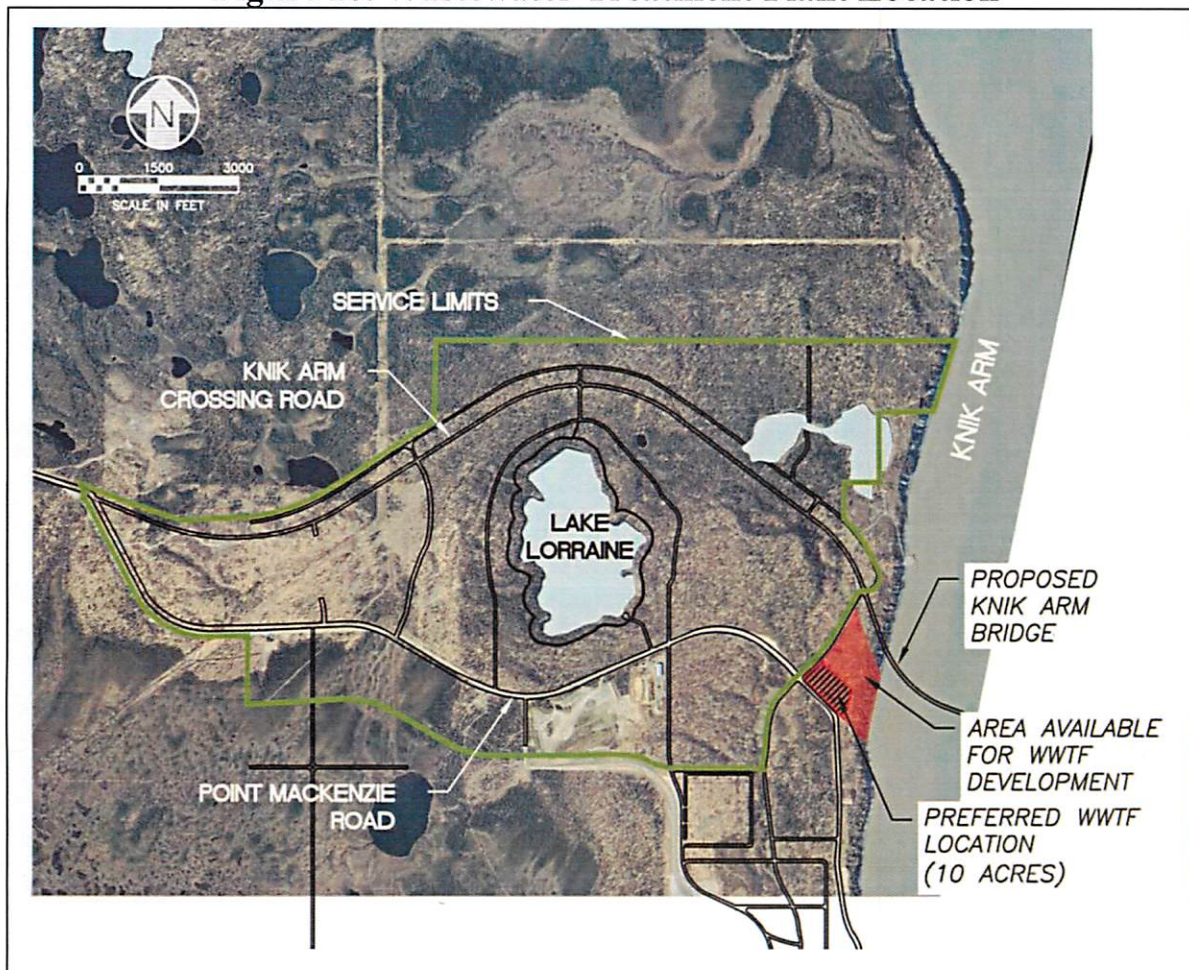 N
0 1500 3000
SCALE IN FEET
SERVICE LIMITS
KNIK ARM
CROSSING ROAD
KNIK ARM
LAKE
LORRAINE
PROPOSED
KNIK ARM
BRIDGE
AREA AVAILABLE
FOR WWTF
DEVELOPMENT
POINT MACKENZIE
ROAD
PREFERRED WWTF
LOCATION
(10 ACRES)